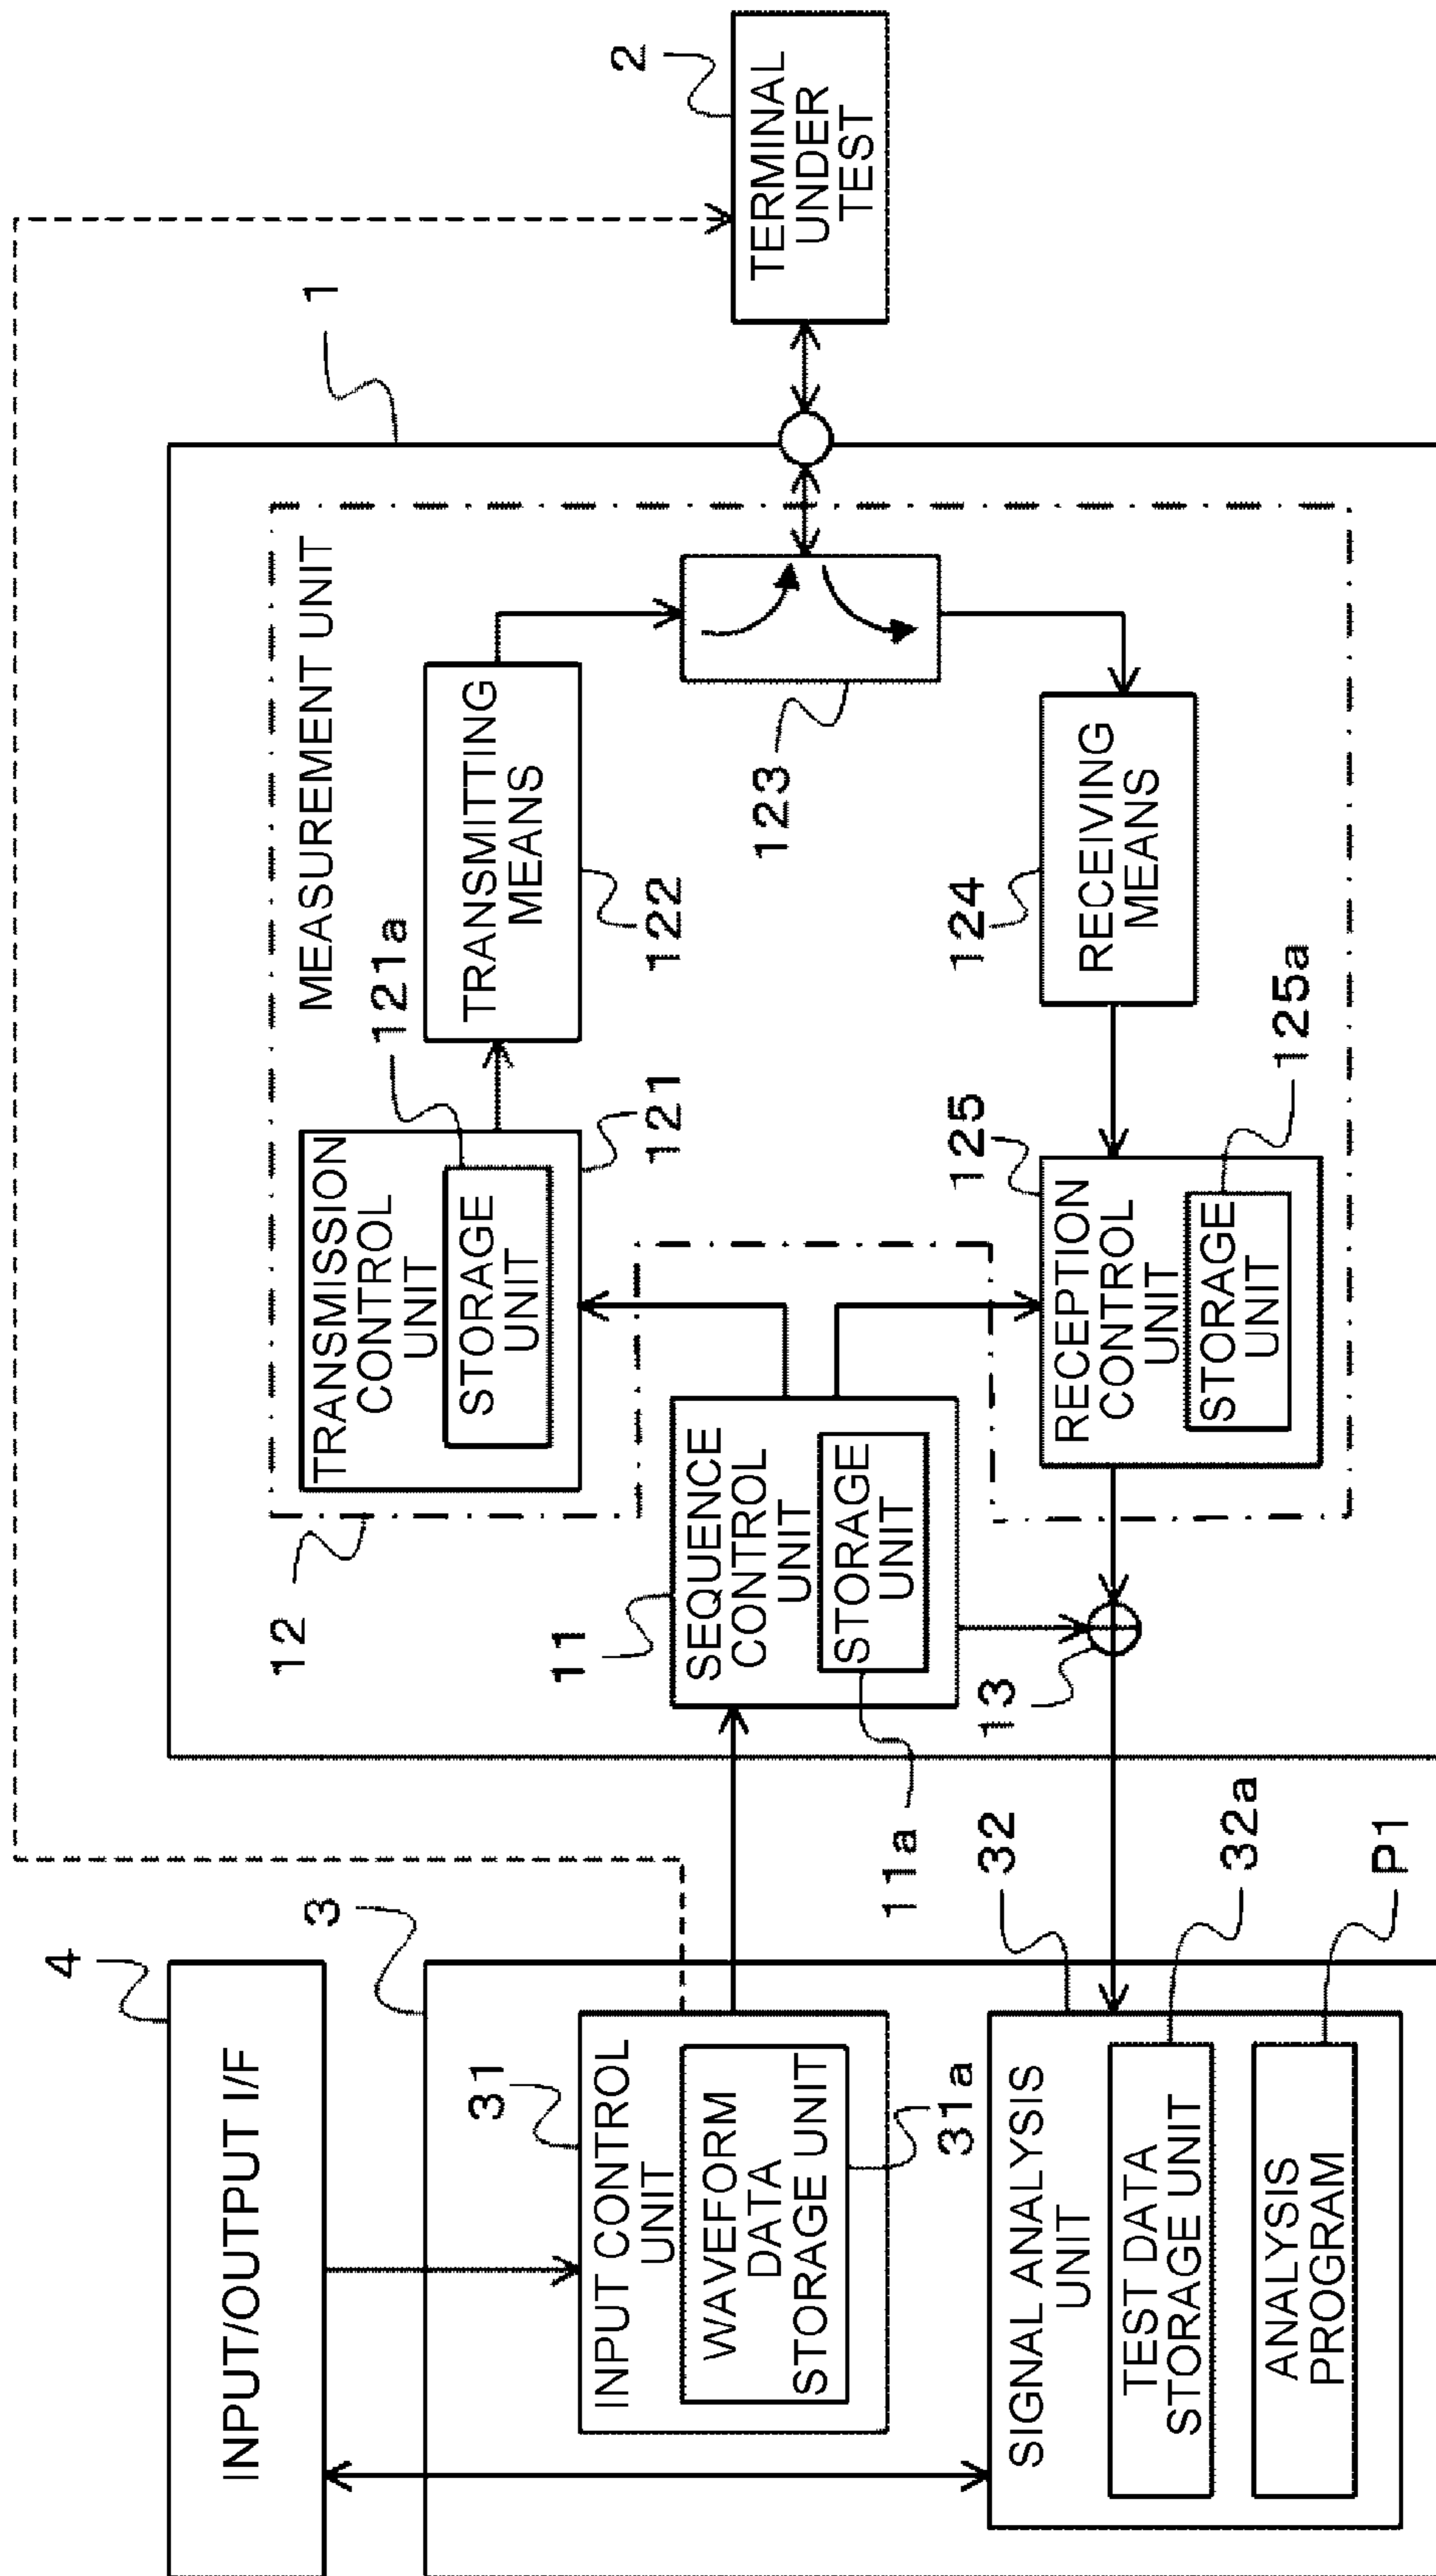 4
INPUT/OUTPUT I/F
3
31
INPUT CONTROL
UNIT
WAVEFORM
DATA
STORAGE UNIT
31a
32
SIGNAL ANALYSIS
UNIT
TEST DATA
STORAGE UNIT
32a
ANALYSIS
PROGRAM
P1
1
12
MEASUREMENT UNIT
11
SEQUENCE
CONTROL
UNIT
STORAGE
UNIT
11a
13
TRANSMISSION
CONTROL
UNIT
STORAGE
UNIT
121a
121
TRANSMITTING
MEANS
122
123
124
RECEIVING
MEANS
125
RECEPTION
CONTROL
UNIT
STORAGE
UNIT
125a
2
TERMINAL
UNDER
TEST